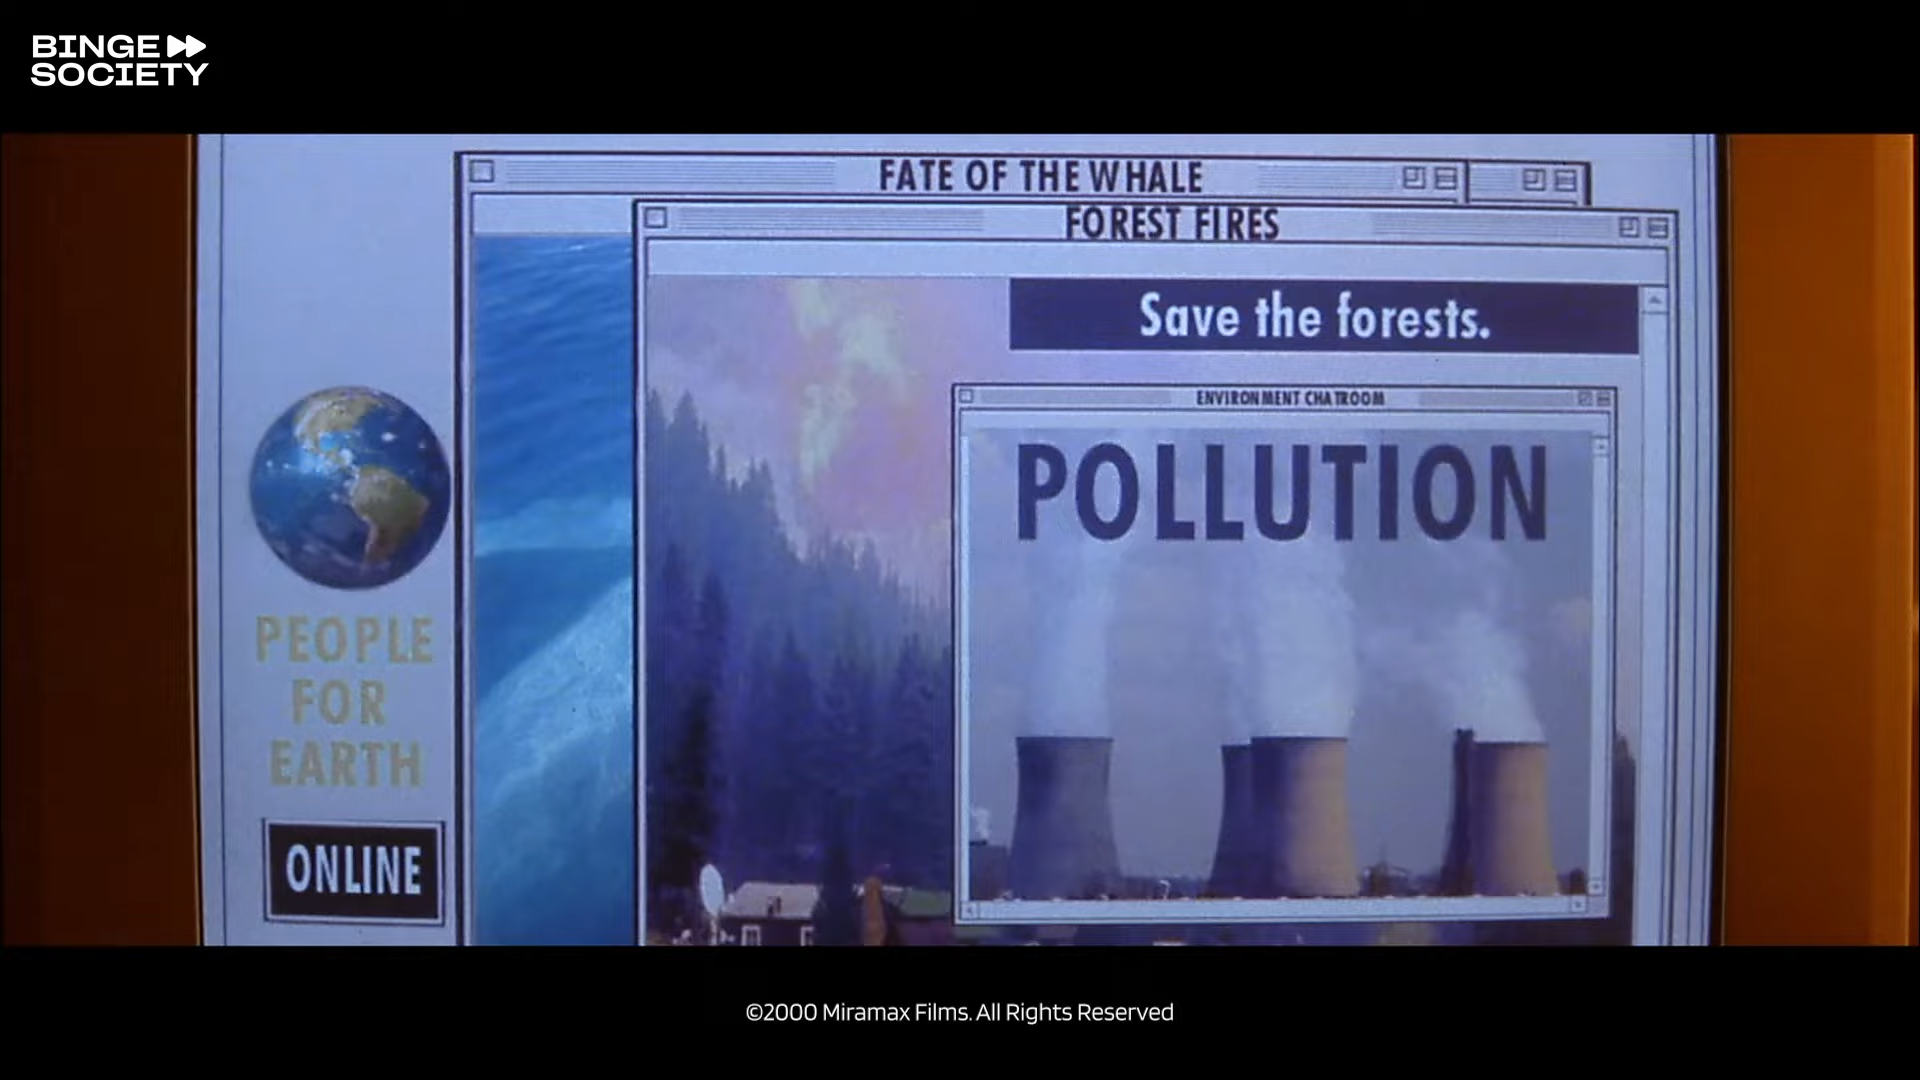 BINGE
SOCIETY
FATE OF THE WHALE
FOREST FIRES
Save the forests.
ENVIRONMENT CHATROOM
POLLUTION
PEOPLE
FOR
EARTH
ONLINE
©2000 Miramax Films. All Rights Reserved